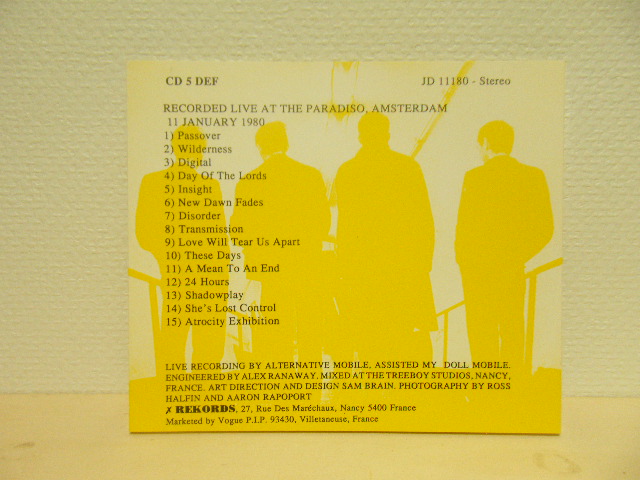 CD 5 DEF
JD 11180 - Stereo
RECORDED LIVE AT THE PARADISO, AMSTERDAM
11 JANUARY 1980
1) Passover
2) Wilderness
3) Digital
4) Day Of The Lords
5) Insight
6) New Dawn Fades
7) Disorder
8) Transmission
9) Love Will Tear Us Apart
10) These Days
11) A Mean To An End
12) 24 Hours
13) Shadowplay
14) She's Lost Control
15) Atrocity Exhibition
LIVE RECORDING BY ALTERNATIVE MOBILE. ASSISTED MY DOLL MOBILE.
ENGINEERED BY ALEX RANAWAY. MIXED AT THE TREEBOY STUDIOS, NANCY,
FRANCE. ART DIRECTION AND DESIGN SAM BRAIN. PHOTOGRAPHY BY ROSS
HALFIN AND AARON RAPOPORT
✗ REKORDS, 27, Rue Des Maréchaux, Nancy 5400 France
Marketed by Vogue P.I.P. 93430, Villetaneuse, France